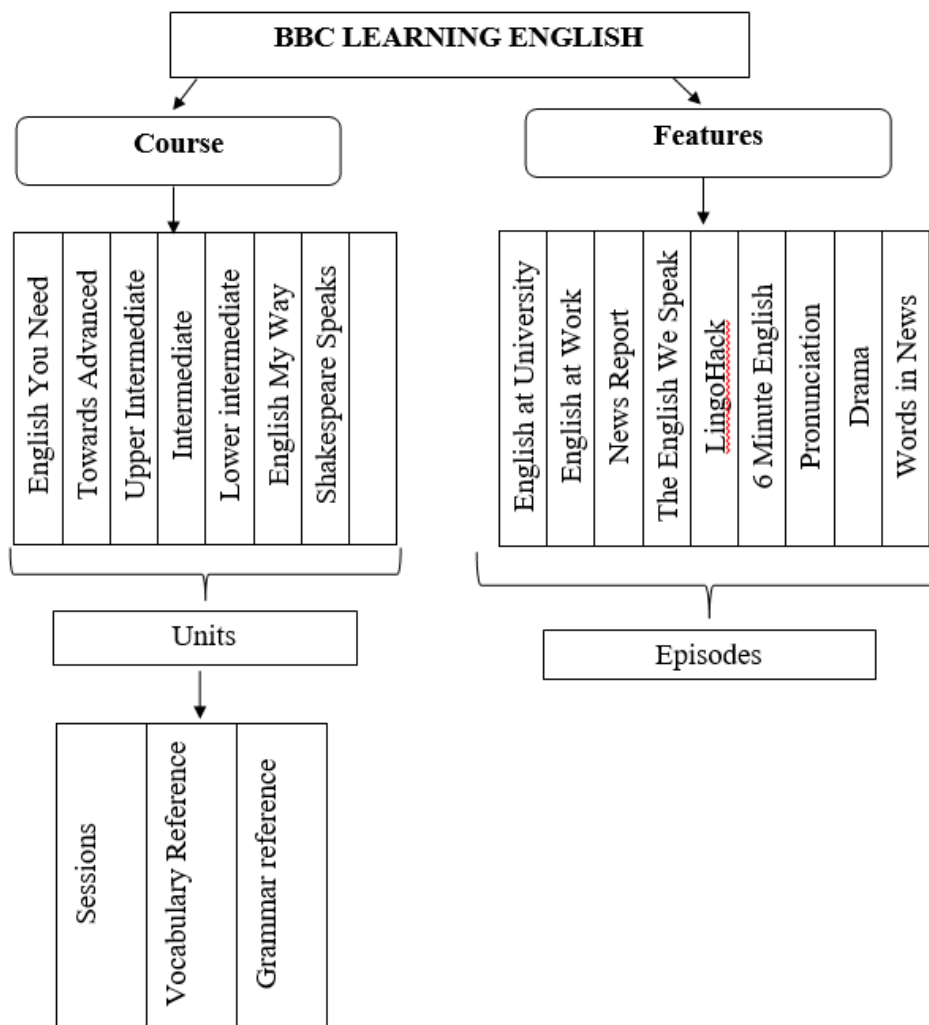 BBC LEARNING ENGLISH
Course
Features
English You Need
Towards Advanced
Upper Intermediate
Intermediate
Lower intermediate
English My Way
Shakespeare Speaks
English at University
English at Work
News Report
The English We Speak
LingoHack
6 Minute English
Pronunciation
Drama
Words in News
Units
Episodes
Sessions
Vocabulary Reference
Grammar reference